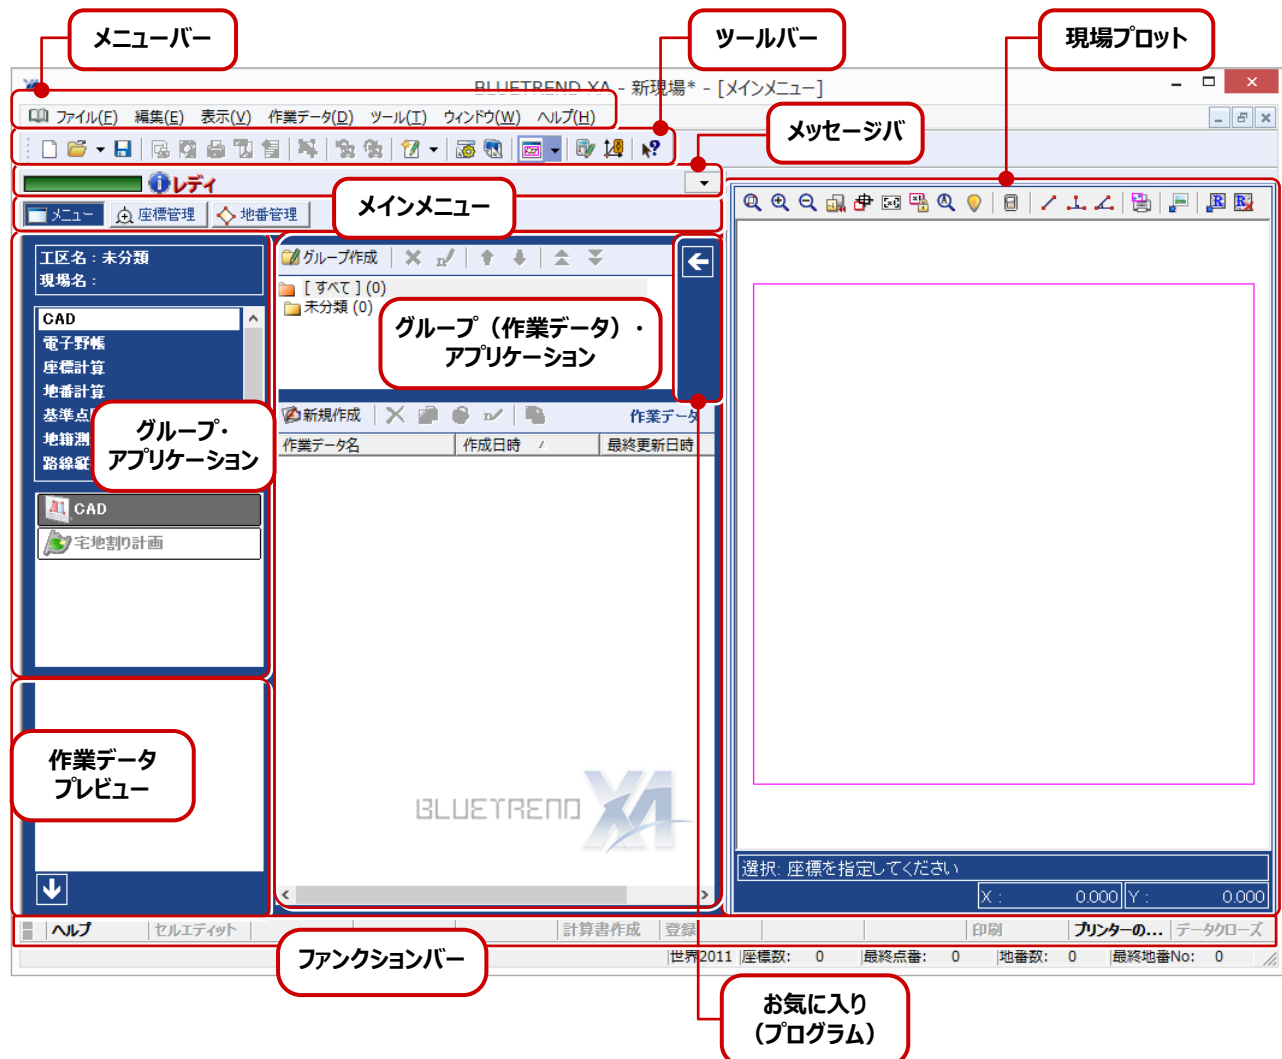 メニューバー
ツールバー
現場プロット
BLUETREND XA - 新現場* - [メインメニュー]
ファイル(F) 編集(E) 表示(V) 作業データ(D) ツール(T) ウィンドウ(W) ヘルプ(H)
メッセージバ
レディ
メインメニュー
メニュー 座標管理 地番管理
工区名：未分類
現場名：
グループ作成
[ すべて ] (0)
未分類 (0)
グループ（作業データ）・
アプリケーション
CAD
電子野帳
座標計算
地番計算
基準点
地籍測
路線縦
グループ・
アプリケーション
新規作成 作業データ
作業データ名 作成日時 最終更新日時
CAD
宅地割り計画
作業データ
プレビュー
BLUETREND XA
選択: 座標を指定してください
X : 0.000 Y : 0.000
ヘルプ セルエディット 計算書作成 登録 印刷 プリンターの... データクローズ
ファンクションバー
世界2011 座標数: 0 最終点番: 0 地番数: 0 最終地番No: 0
お気に入り
（プログラム）